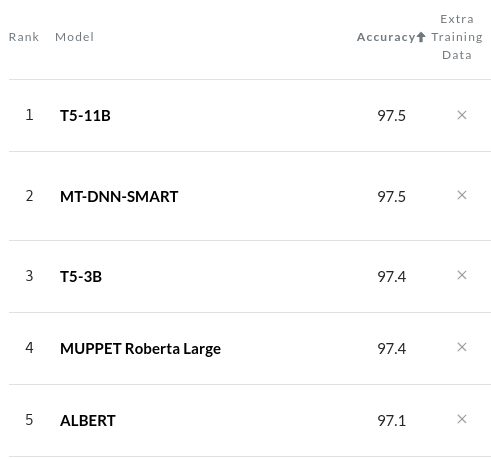 Rank Model Accuracy↑ Extra Training Data
1 T5-11B 97.5 ×
2 MT-DNN-SMART 97.5 ×
3 T5-3B 97.4 ×
4 MUPPET Roberta Large 97.4 ×
5 ALBERT 97.1 ×